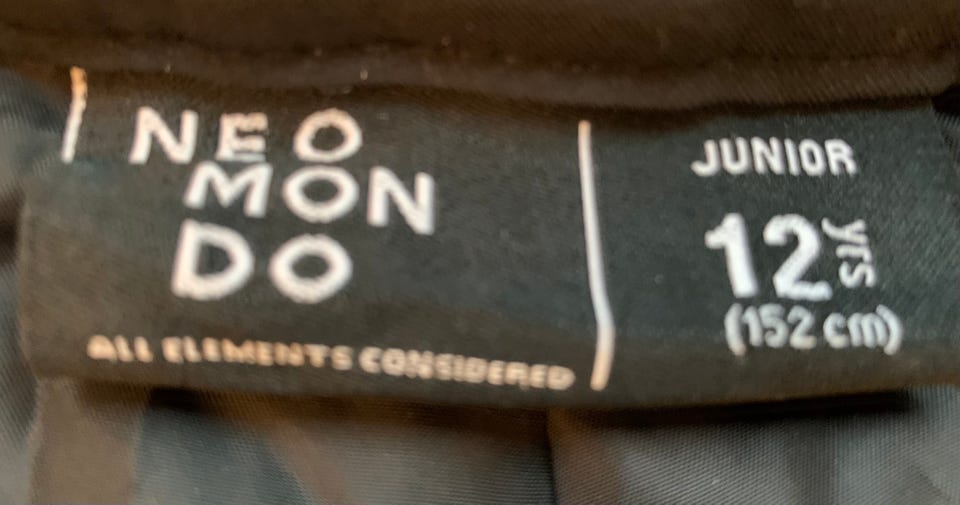 NEO
MON
DO
ALL ELEMENTS CONSIDERED
JUNIOR
12 yrs
(152 cm)